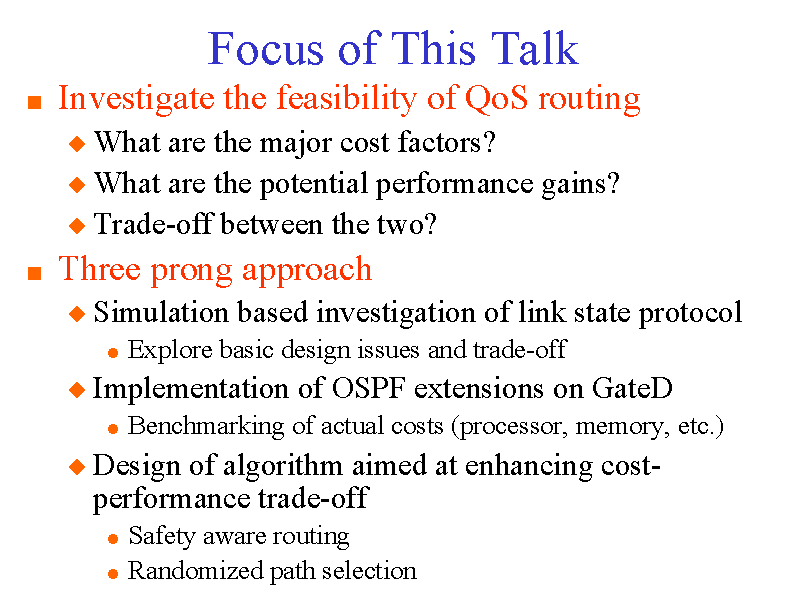 Focus of This Talk
Investigate the feasibility of QoS routing
What are the major cost factors?
What are the potential performance gains?
Trade-off between the two?
Three prong approach
Simulation based investigation of link state protocol
Explore basic design issues and trade-off
Implementation of OSPF extensions on GateD
Benchmarking of actual costs (processor, memory, etc.)
Design of algorithm aimed at enhancing cost-
performance trade-off
Safety aware routing
Randomized path selection